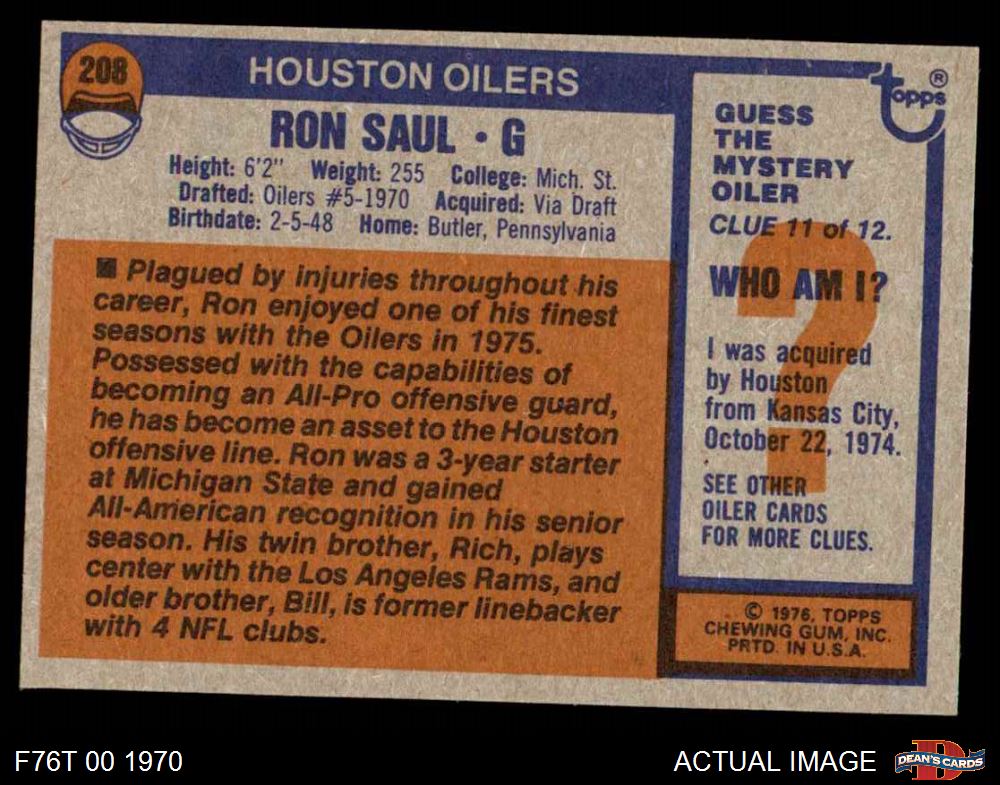 208
HOUSTON OILERS
RON SAUL • G
Height: 6'2" Weight: 255 College: Mich. St.
Drafted: Oilers #5-1970 Acquired: Via Draft
Birthdate: 2-5-48 Home: Butler, Pennsylvania
■ Plagued by injuries throughout his
career, Ron enjoyed one of his finest
seasons with the Oilers in 1975.
Possessed with the capabilities of
becoming an All-Pro offensive guard,
he has become an asset to the Houston
offensive line. Ron was a 3-year starter
at Michigan State and gained
All-American recognition in his senior
season. His twin brother, Rich, plays
center with the Los Angeles Rams, and
older brother, Bill, is former linebacker
with 4 NFL clubs.
topps ®
GUESS
THE
MYSTERY
OILER
CLUE 11 of 12.
?
WHO AM I?
I was acquired
by Houston
from Kansas City,
October 22, 1974.
SEE OTHER
OILER CARDS
FOR MORE CLUES.
© 1976, TOPPS
CHEWING GUM, INC.
PRTD. IN U.S.A.
F76T 00 1970
ACTUAL IMAGE
D
DEAN'S CARDS